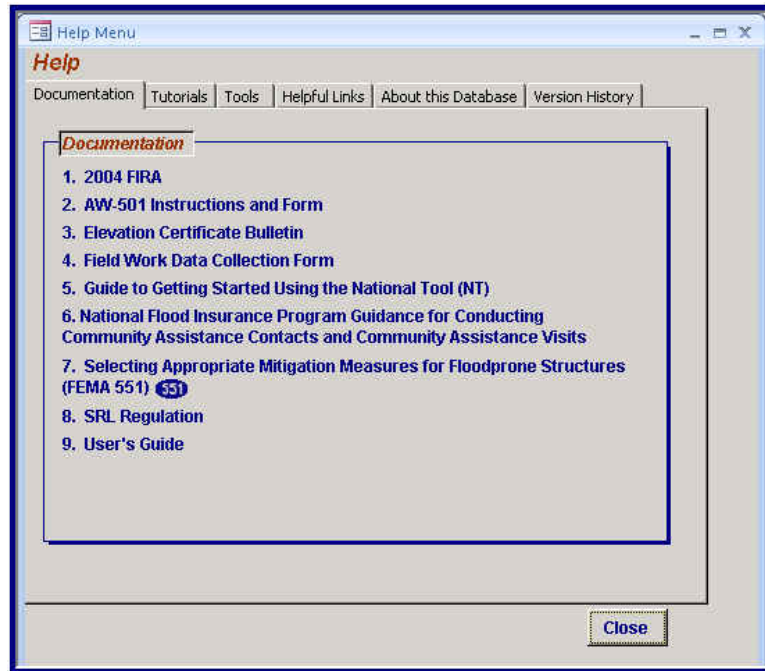 Help Menu
Help
Documentation Tutorials Tools Helpful Links About this Database Version History
Documentation
1. 2004 FIRA
2. AW-501 Instructions and Form
3. Elevation Certificate Bulletin
4. Field Work Data Collection Form
5. Guide to Getting Started Using the National Tool (NT)
6. National Flood Insurance Program Guidance for Conducting
Community Assistance Contacts and Community Assistance Visits
7. Selecting Appropriate Mitigation Measures for Floodprone Structures
(FEMA 551) 551
8. SRL Regulation
9. User's Guide
Close